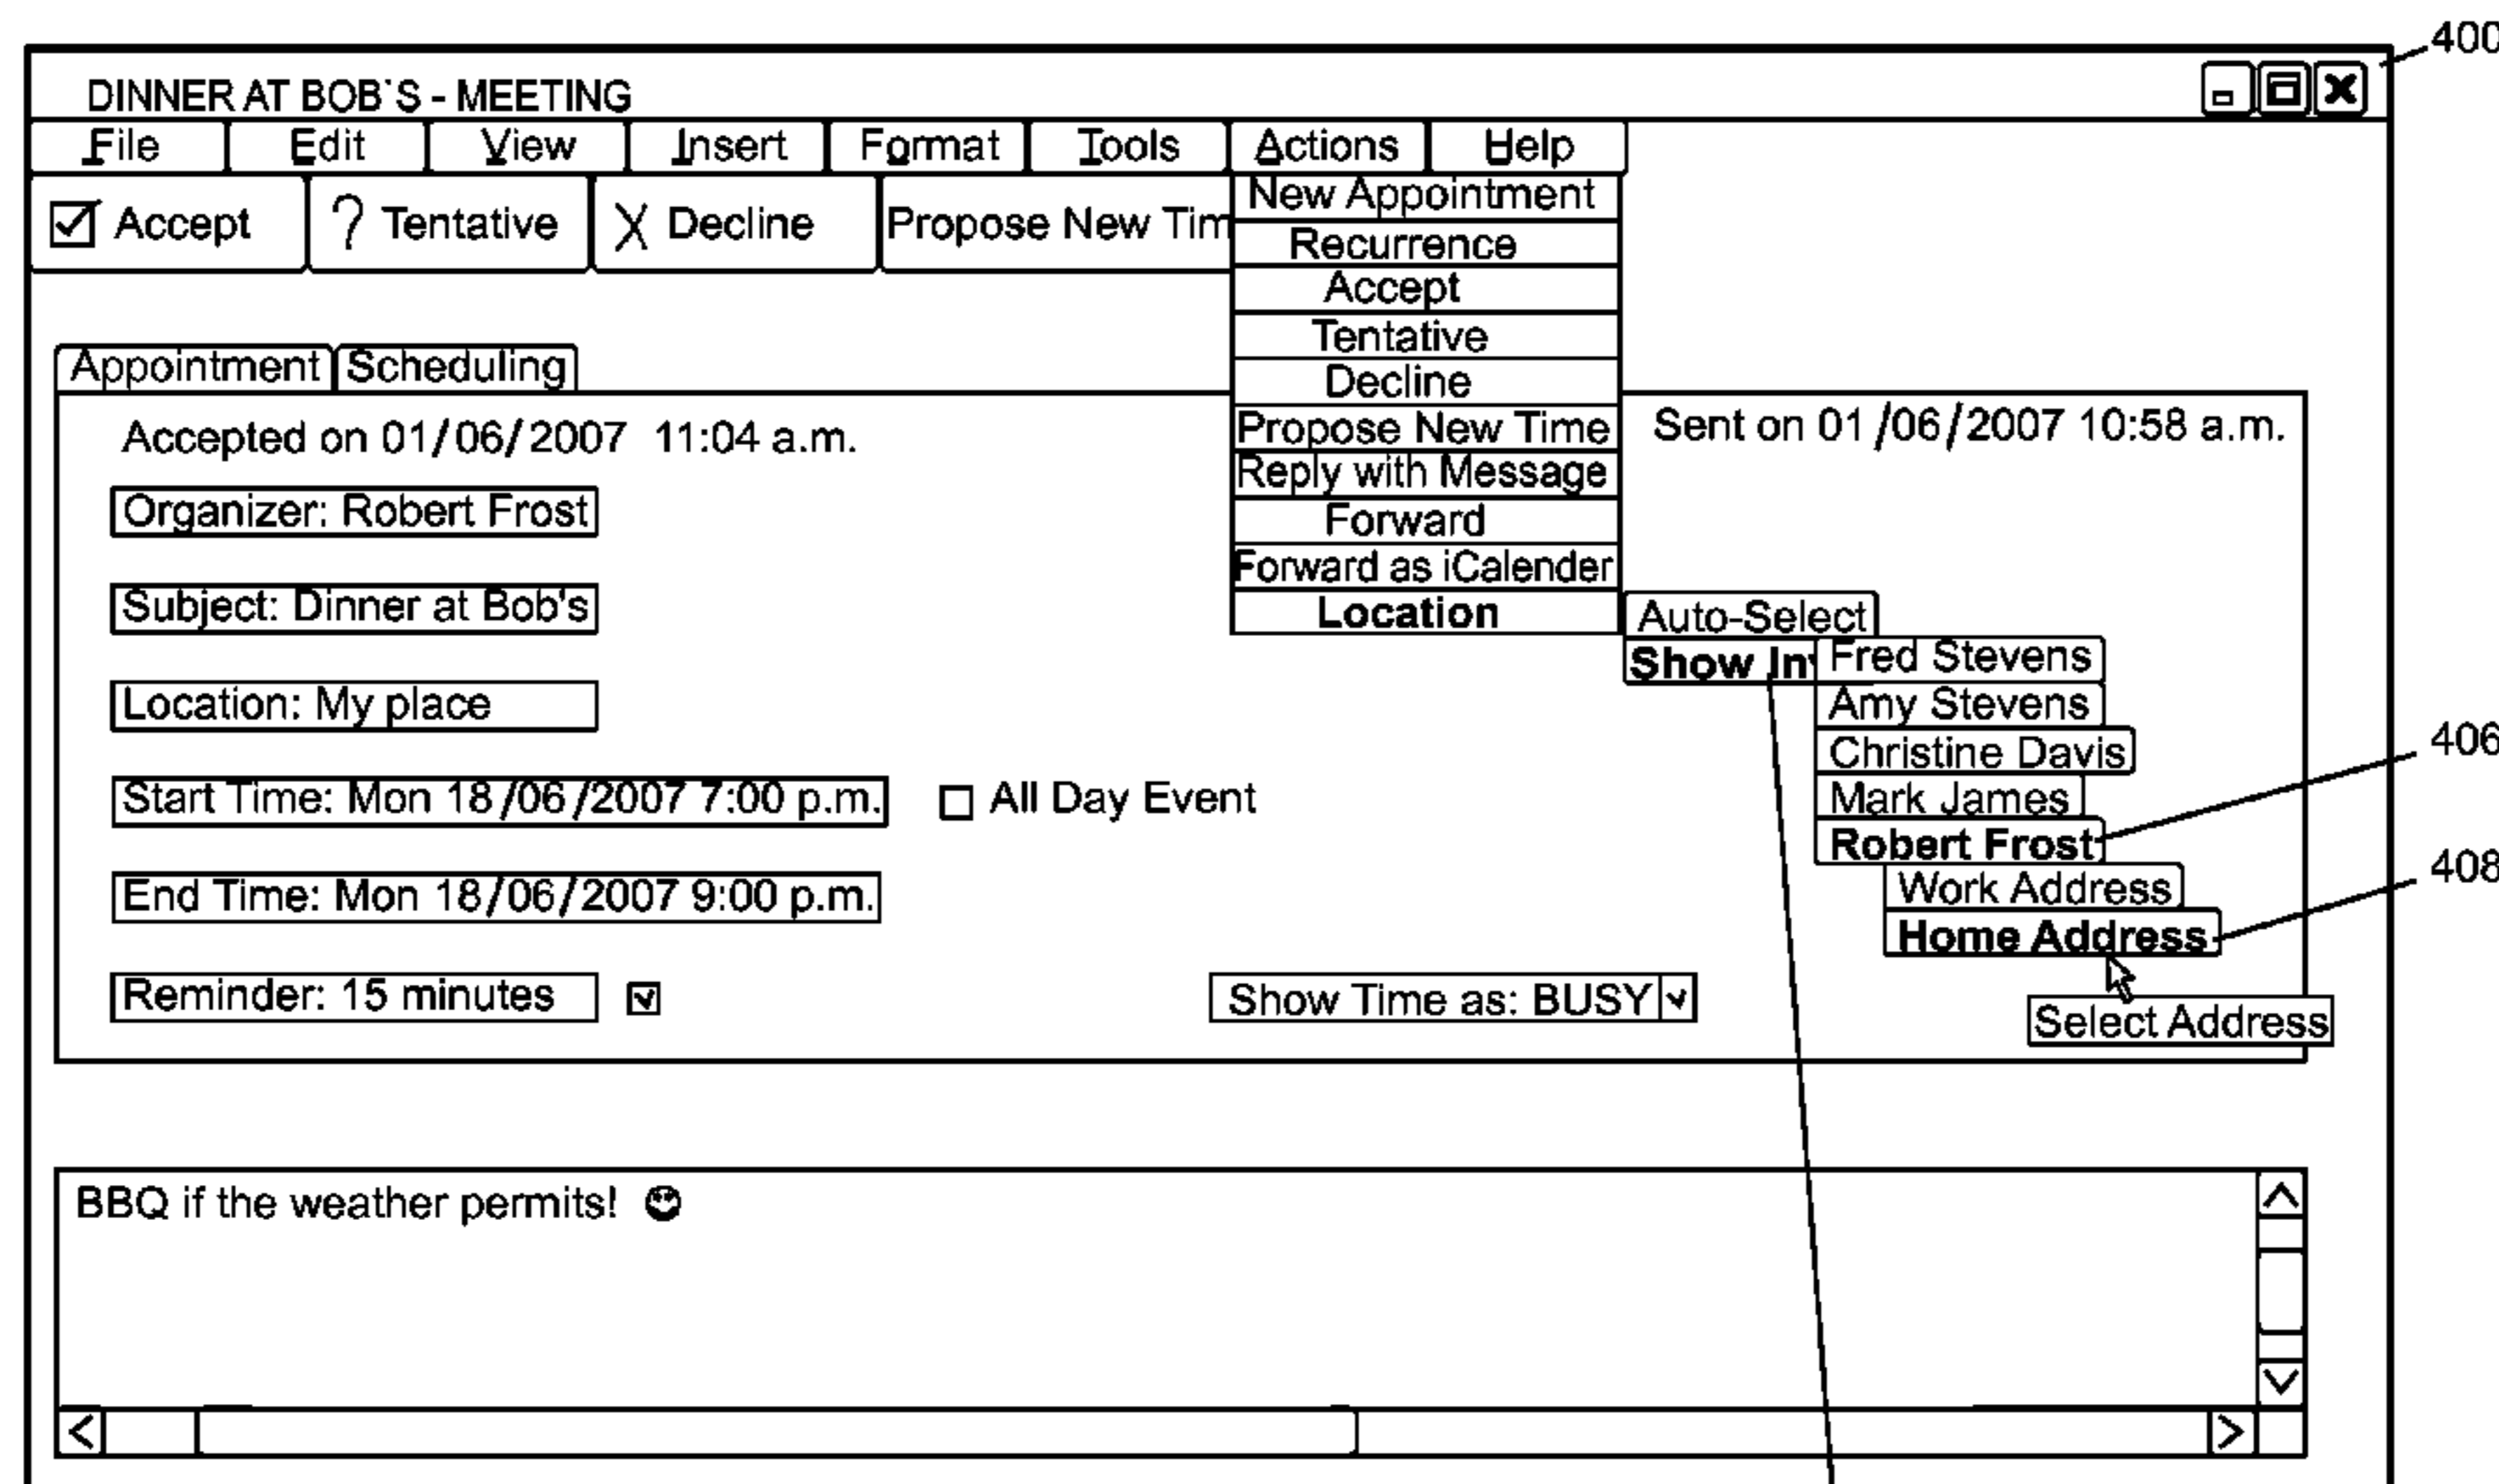 400
DINNER AT BOB'S - MEETING
File Edit View Insert Format Tools Actions Help
Accept ? Tentative X Decline Propose New Tim
New Appointment
Recurrence
Accept
Tentative
Decline
Propose New Time
Reply with Message
Forward
Forward as iCalender
Location
Auto-Select
Show In
Fred Stevens
Amy Stevens
Christine Davis
Mark James
Robert Frost
Work Address
Home Address
Select Address
406
408
Appointment Scheduling
Accepted on 01/06/2007 11:04 a.m.
Sent on 01/06/2007 10:58 a.m.
Organizer: Robert Frost
Subject: Dinner at Bob's
Location: My place
Start Time: Mon 18/06/2007 7:00 p.m.
All Day Event
End Time: Mon 18/06/2007 9:00 p.m.
Reminder: 15 minutes
Show Time as: BUSY
BBQ if the weather permits!